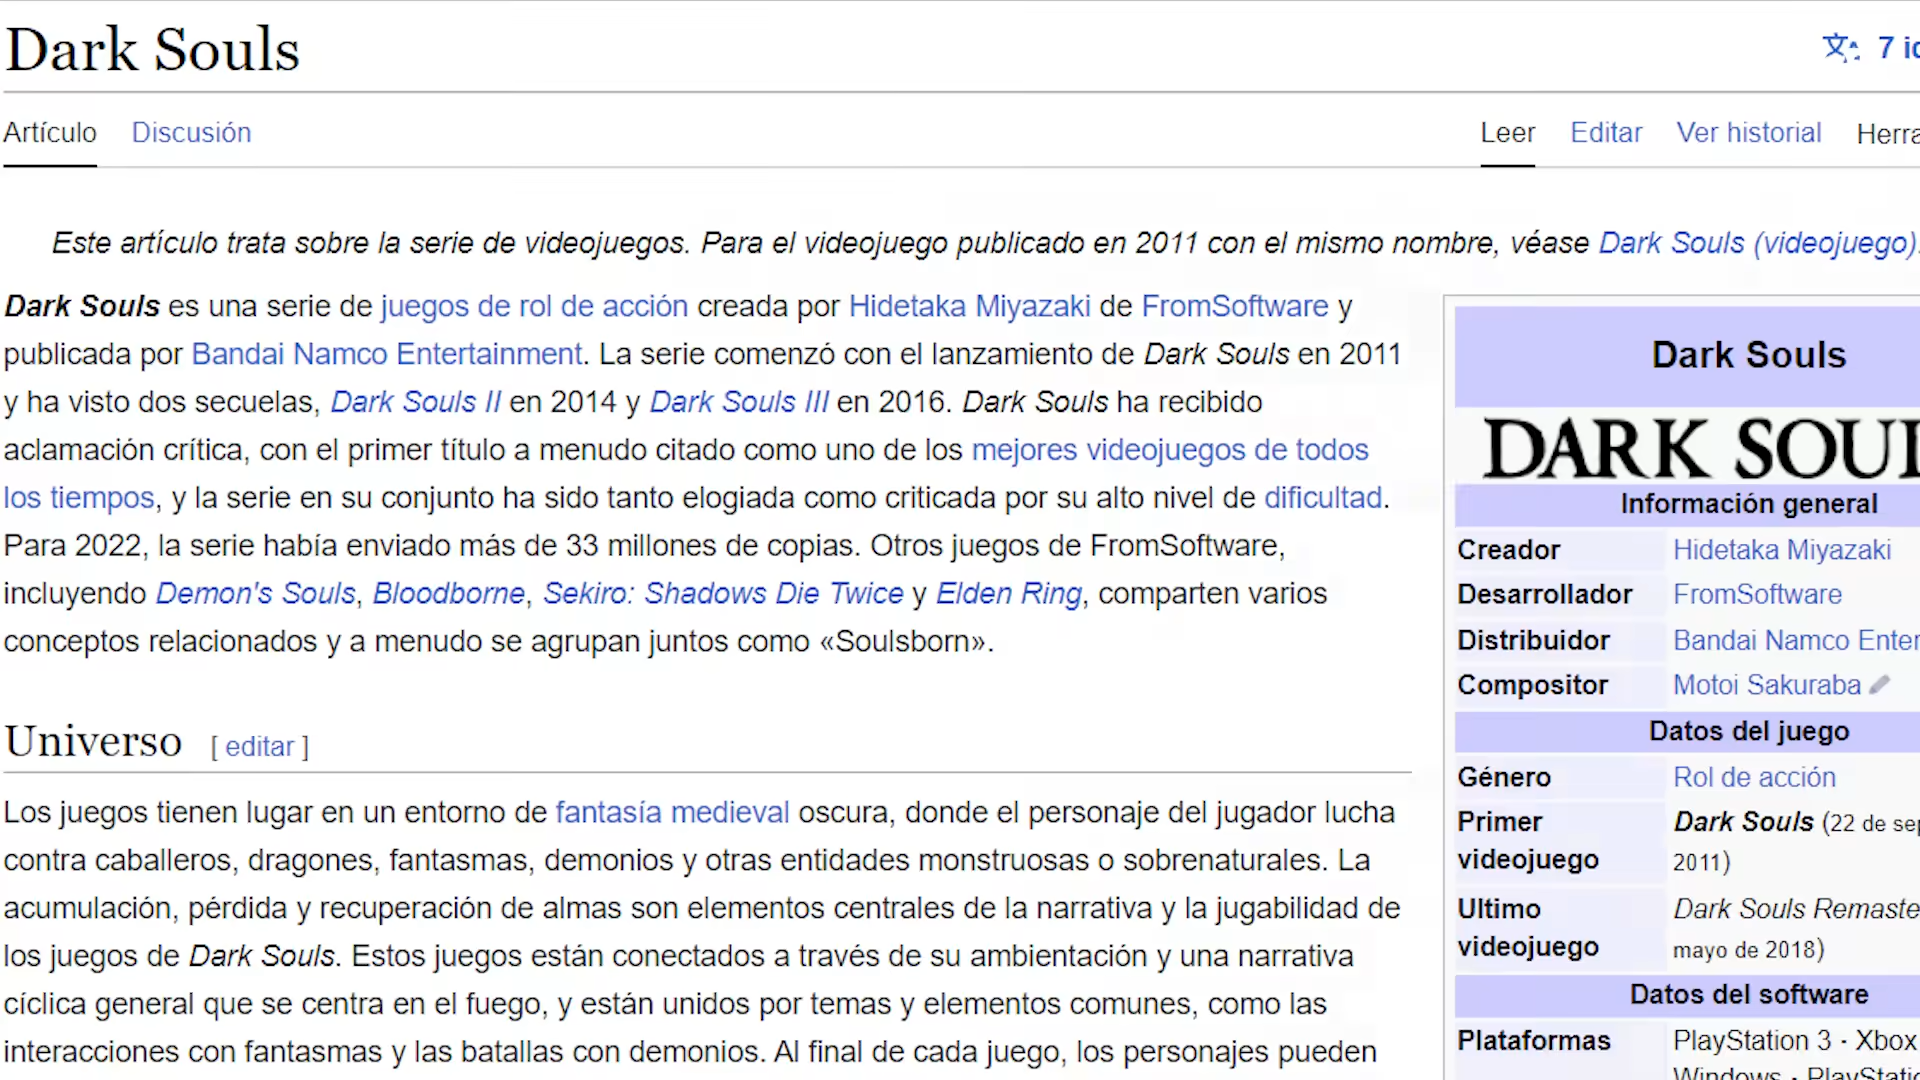 Dark Souls
7
Artículo Discusión Leer Editar Ver historial
Este artículo trata sobre la serie de videojuegos. Para el videojuego publicado en 2011 con el mismo nombre, véase Dark Souls (videojuego).
Dark Souls es una serie de juegos de rol de acción creada por Hidetaka Miyazaki de FromSoftware y
publicada por Bandai Namco Entertainment. La serie comenzó con el lanzamiento de Dark Souls en 2011
y ha visto dos secuelas, Dark Souls II en 2014 y Dark Souls III en 2016. Dark Souls ha recibido
aclamación crítica, con el primer título a menudo citado como uno de los mejores videojuegos de todos
los tiempos, y la serie en su conjunto ha sido tanto elogiada como criticada por su alto nivel de dificultad.
Para 2022, la serie había enviado más de 33 millones de copias. Otros juegos de FromSoftware,
incluyendo Demon's Souls, Bloodborne, Sekiro: Shadows Die Twice y Elden Ring, comparten varios
conceptos relacionados y a menudo se agrupan juntos como «Soulsborn».
Universo [ editar ]
Los juegos tienen lugar en un entorno de fantasía medieval oscura, donde el personaje del jugador lucha
contra caballeros, dragones, fantasmas, demonios y otras entidades monstruosas o sobrenaturales. La
acumulación, pérdida y recuperación de almas son elementos centrales de la narrativa y la jugabilidad de
los juegos de Dark Souls. Estos juegos están conectados a través de su ambientación y una narrativa
cíclica general que se centra en el fuego, y están unidos por temas y elementos comunes, como las
interacciones con fantasmas y las batallas con demonios. Al final de cada juego, los personajes pueden
Dark Souls
DARK
Información general
Creador Hidetaka Miyazaki
Desarrollador FromSoftware
Distribuidor Bandai Namco
Compositor Motoi Sakuraba
Datos del juego
Género Rol de acción
Primer Dark Souls (22 de
videojuego 2011)
Ultimo Dark Souls
videojuego mayo de 2018)
Datos del software
Plataformas PlayStation 3 · Xbox